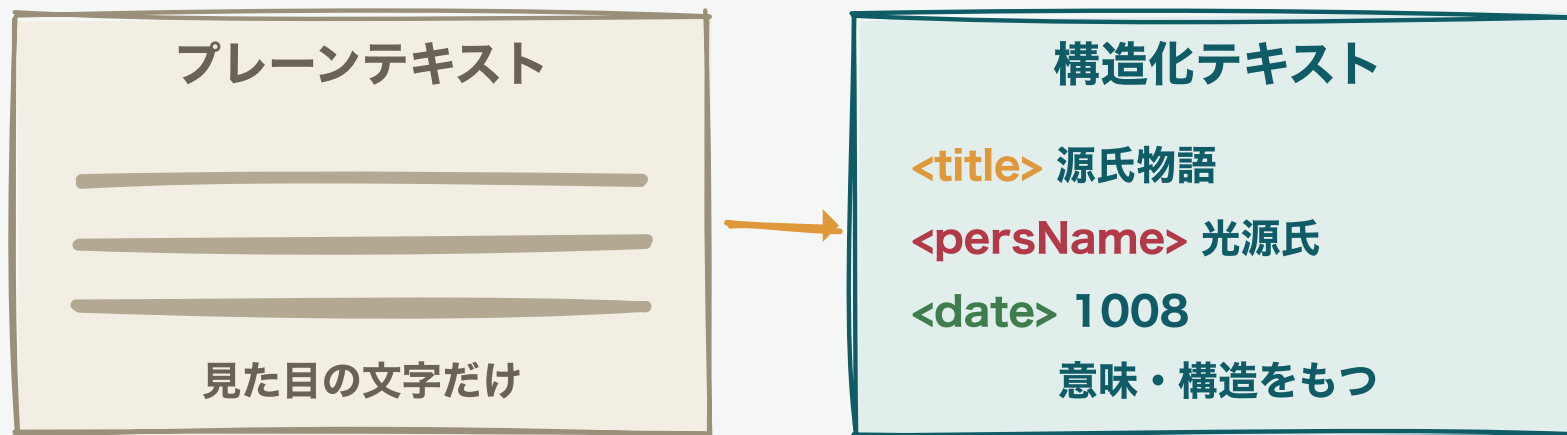 プレーンテキスト
見た目の文字だけ
構造化テキスト
<title> 源氏物語
<persName> 光源氏
<date> 1008
意味・構造をもつ